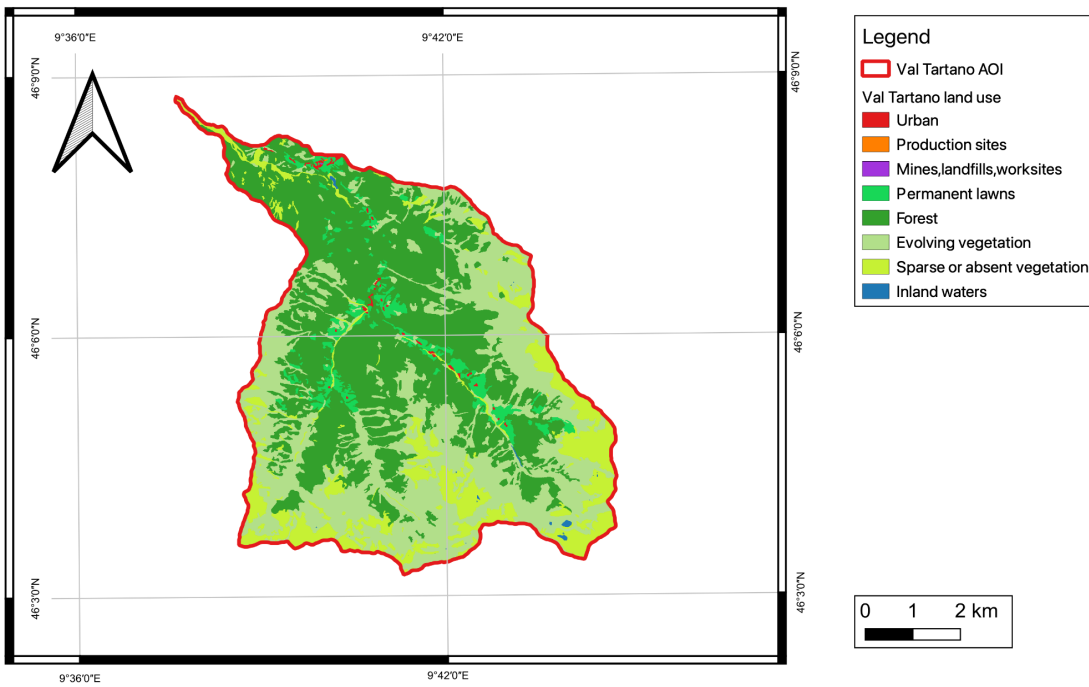 9°36'0"E 9°42'0"E
46°9'0"N 46°9'0"N
46°6'0"N 46°6'0"N
46°3'0"N 46°3'0"N
9°36'0"E 9°42'0"E
Legend
Val Tartano AOI
Val Tartano land use
Urban
Production sites
Mines,landfills,worksites
Permanent lawns
Forest
Evolving vegetation
Sparse or absent vegetation
Inland waters
0 1 2 km